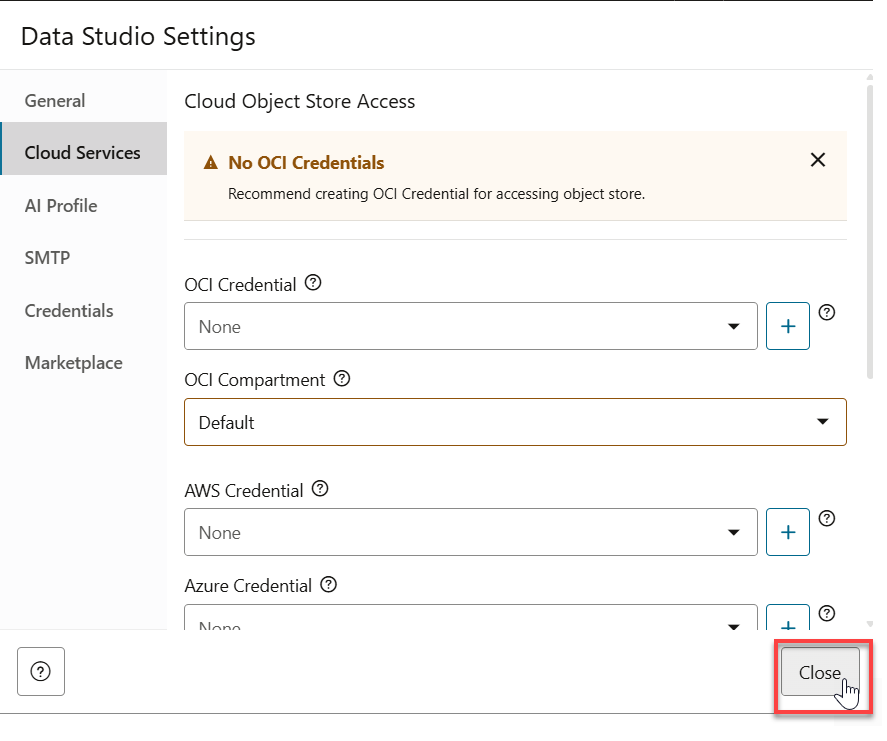 Data Studio Settings
General
Cloud Services
AI Profile
SMTP
Credentials
Marketplace
Cloud Object Store Access
No OCI Credentials
Recommend creating OCI Credential for accessing object store.
OCI Credential
None
OCI Compartment
Default
AWS Credential
None
Azure Credential
None
Close